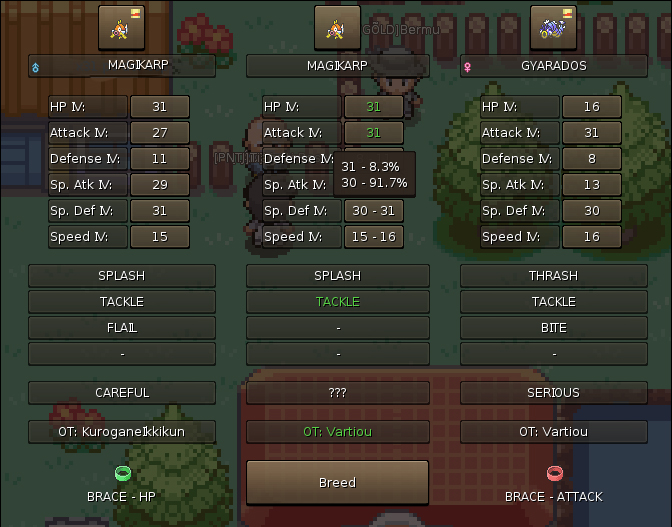 GOLD]Bermu
MAGIKARP
MAGIKARP
GYARADOS
HP IV: 31
HP IV: 31
HP IV: 16
Attack IV: 27
Attack IV: 31
Attack IV: 31
Defense IV: 11
Defense IV:
Defense IV: 8
31 - 8.3%
30 - 91.7%
Sp. Atk IV: 29
Sp. Atk IV:
Sp. Atk IV: 13
Sp. Def IV: 31
Sp. Def IV: 30 - 31
Sp. Def IV: 30
Speed IV: 15
Speed IV: 15 - 16
Speed IV: 16
SPLASH
SPLASH
THRASH
TACKLE
TACKLE
TACKLE
FLAIL
-
BITE
-
-
-
CAREFUL
???
SERIOUS
OT: KuroganeIkkikun
OT: Vartiou
OT: Vartiou
BRACE - HP
Breed
BRACE - ATTACK